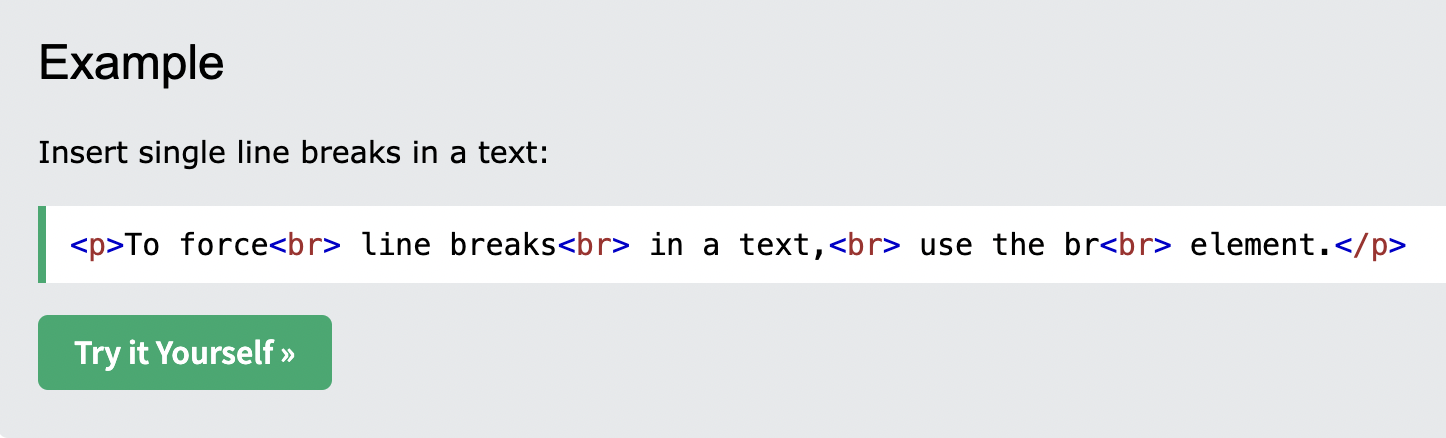 Example
Insert single line breaks in a text:
<p>To force<br> line breaks<br> in a text,<br> use the br<br> element.</p>
Try it Yourself »